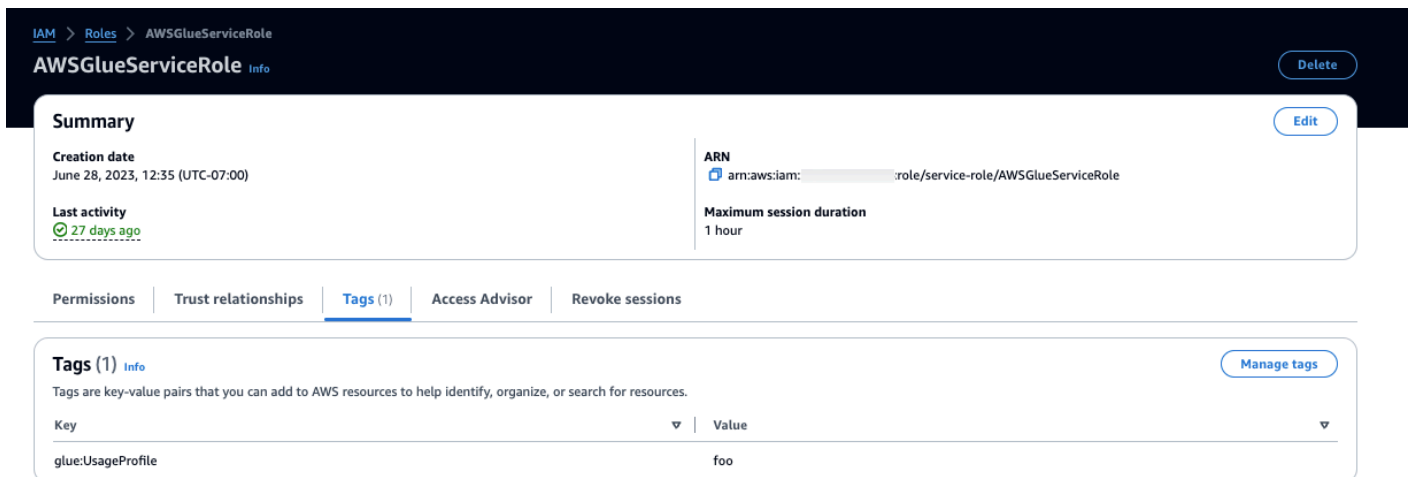 IAM > Roles > AWSGlueServiceRole
AWSGlueServiceRole Info
Delete
Summary
Edit
Creation date
June 28, 2023, 12:35 (UTC-07:00)
ARN
arn:aws:iam: :role/service-role/AWSGlueServiceRole
Last activity
27 days ago
Maximum session duration
1 hour
Permissions
Trust relationships
Tags (1)
Access Advisor
Revoke sessions
Tags (1) Info
Manage tags
Tags are key-value pairs that you can add to AWS resources to help identify, organize, or search for resources.
Key
Value
glue:UsageProfile
foo